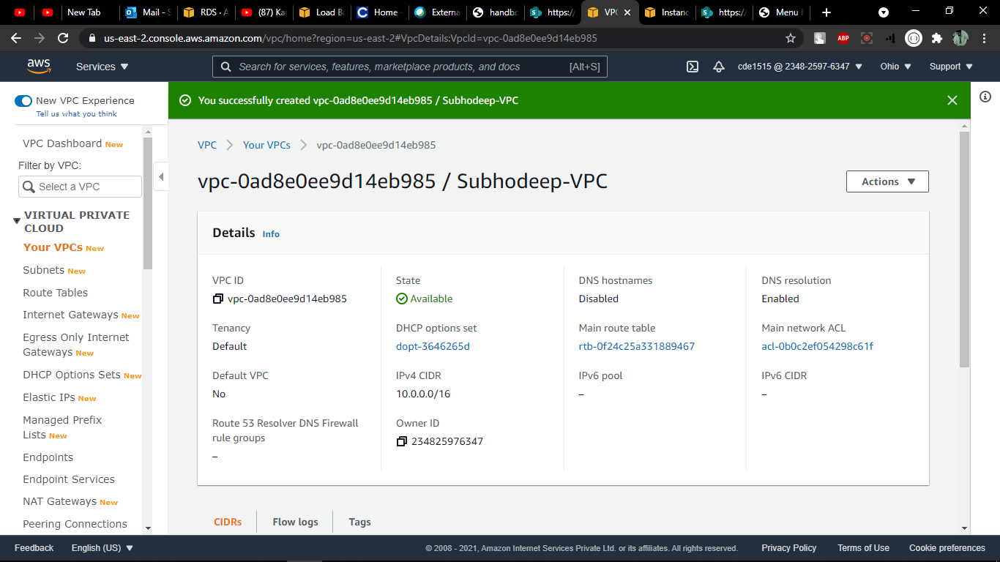 New Tab
Mail - S
RDS · A
(87) Ka
Load Ba
Home -
Externa
handbo
https:/
VPC
Instanc
https:/
Menu
us-east-2.console.aws.amazon.com/vpc/home?region=us-east-2#VpcDetails:VpcId=vpc-0ad8e0ee9d14eb985
ABP
aws
Services
Search for services, features, marketplace products, and docs
[Alt+S]
cde1515 @ 2348-2597-6347
Ohio
Support
New VPC Experience
Tell us what you think
You successfully created vpc-0ad8e0ee9d14eb985 / Subhodeep-VPC
VPC Dashboard New
Filter by VPC:
Select a VPC
VIRTUAL PRIVATE
CLOUD
Your VPCs New
Subnets New
Route Tables
Internet Gateways New
Egress Only Internet
Gateways New
DHCP Options Sets New
Elastic IPs New
Managed Prefix
Lists New
Endpoints
Endpoint Services
NAT Gateways New
Peering Connections
VPC
Your VPCs
vpc-0ad8e0ee9d14eb985
vpc-0ad8e0ee9d14eb985 / Subhodeep-VPC
Actions
Details Info
VPC ID
vpc-0ad8e0ee9d14eb985
State
Available
DNS hostnames
Disabled
DNS resolution
Enabled
Tenancy
Default
DHCP options set
dopt-3646265d
Main route table
rtb-0f24c25a331889467
Main network ACL
acl-0b0c2ef054298c61f
Default VPC
No
IPv4 CIDR
10.0.0.0/16
IPv6 pool
–
IPv6 CIDR
–
Route 53 Resolver DNS Firewall
rule groups
–
Owner ID
234825976347
CIDRs
Flow logs
Tags
Feedback
English (US)
© 2008 - 2021, Amazon Internet Services Private Ltd. or its affiliates. All rights reserved.
Privacy Policy
Terms of Use
Cookie preferences